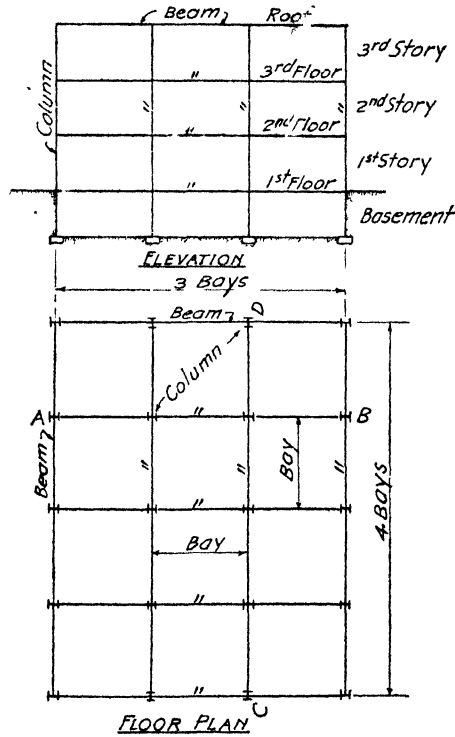 Beam Roof
3rd Story
Column
"
3rd Floor
"
"
"
2nd Story
"
2nd Floor
1st Story
"
1st Floor
Basement
ELEVATION
3 Bays
Beam
D
Column
A
"
B
Beam
"
"
Bay
"
4 Bays
"
Bay
"
"
C
FLOOR PLAN